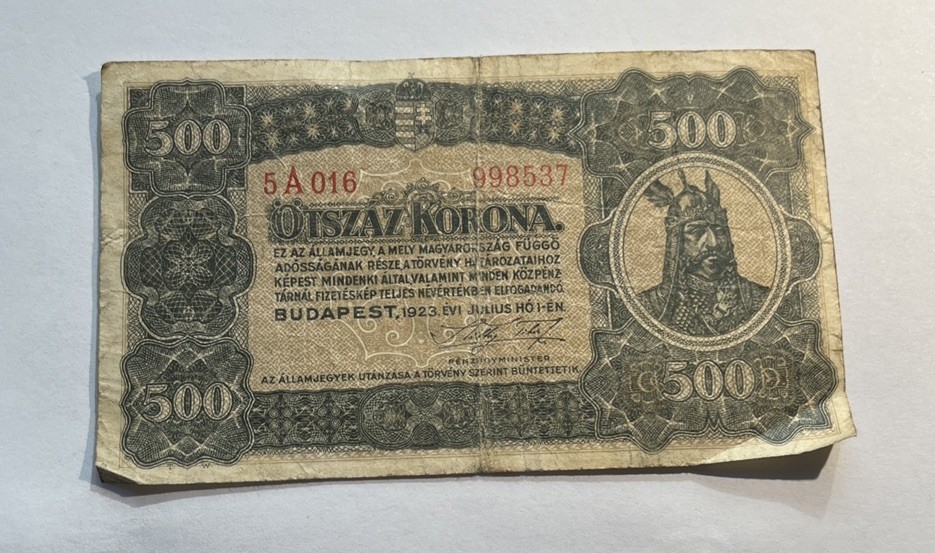 500
500
5 A 016
998537
ÖTSZÁZ KORONA.
EZ AZ ÁLLAMJEGY, A MELY MAGYARORSZÁG FÜGGŐ
ADÓSSÁGÁNAK RÉSZE, A TÖRVÉNY HATÁROZATAIHOZ
KÉPEST MINDENKI ÁLTAL, VALAMINT MINDEN KÖZPÉNZ-
TÁRNÁL FIZETÉSKÉP TELJES NÉVÉRTÉKBEN ELFOGADANDÓ.
BUDAPEST, 1923. ÉVI JÚLIUS HÓ 1-ÉN.
PÉNZÜGYMINISTER
AZ ÁLLAMJEGYEK UTÁNZÁSA A TÖRVÉNY SZERINT BÜNTETTETIK.
500
500